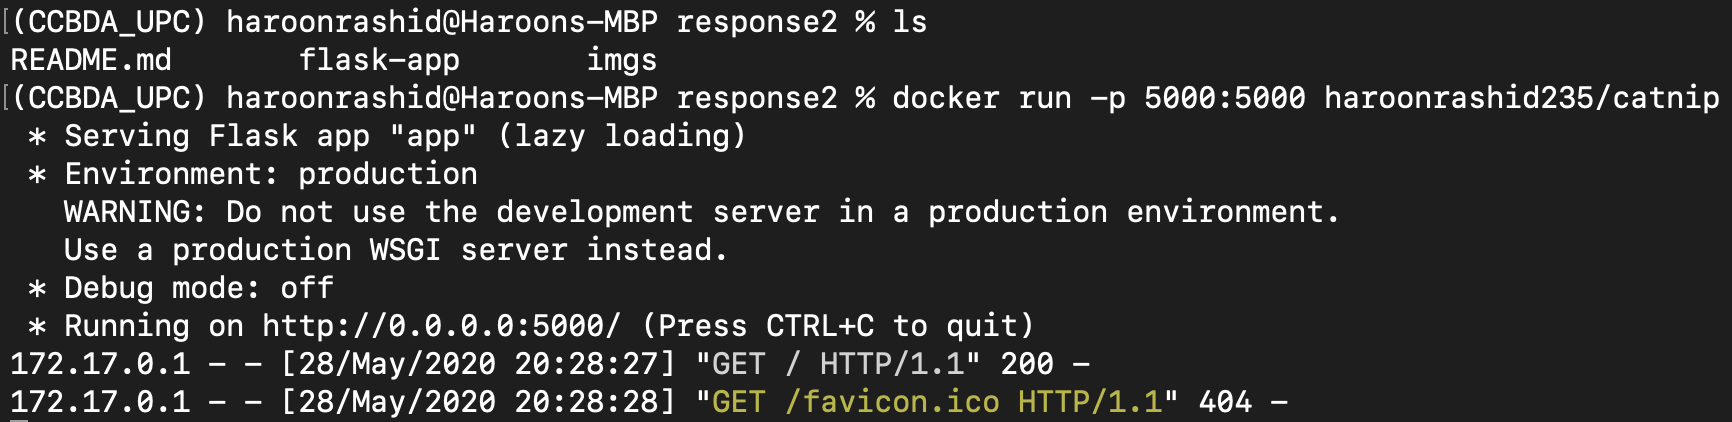 [(CCBDA_UPC) haroonrashid@Haroons-MBP response2 % ls
README.md       flask-app       imgs
[(CCBDA_UPC) haroonrashid@Haroons-MBP response2 % docker run -p 5000:5000 haroonrashid235/catnip
 * Serving Flask app "app" (lazy loading)
 * Environment: production
   WARNING: Do not use the development server in a production environment.
   Use a production WSGI server instead.
 * Debug mode: off
 * Running on http://0.0.0.0:5000/ (Press CTRL+C to quit)
172.17.0.1 - - [28/May/2020 20:28:27] "GET / HTTP/1.1" 200 -
172.17.0.1 - - [28/May/2020 20:28:28] "GET /favicon.ico HTTP/1.1" 404 -